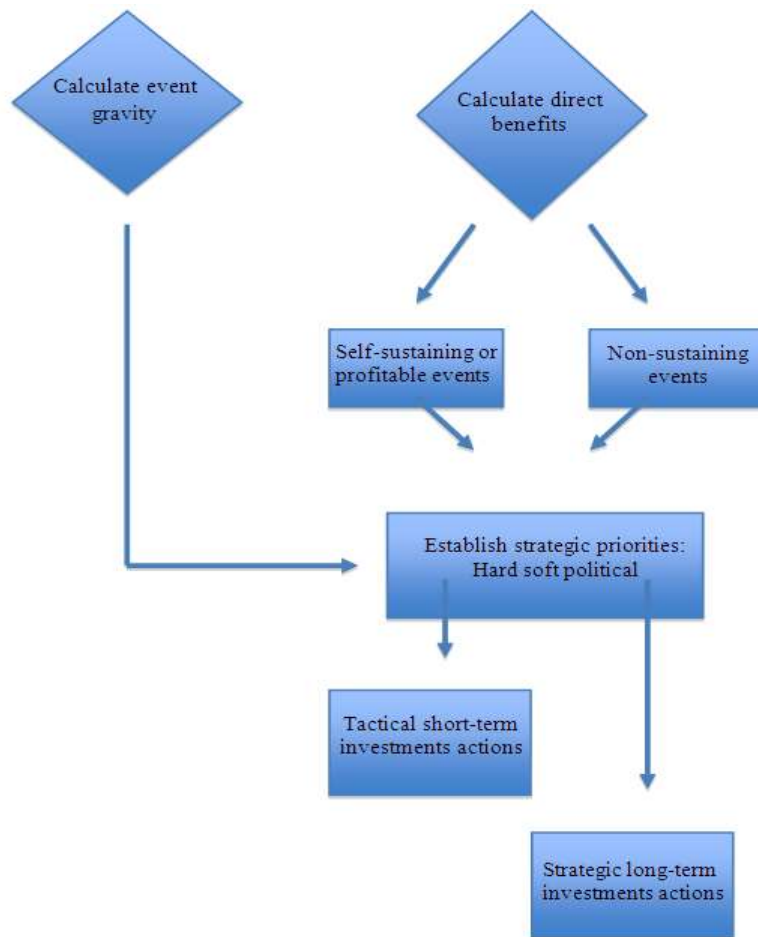 Calculate event
gravity
Calculate direct
benefits
Self-sustaining or
profitable events
Non-sustaining
events
Establish strategic priorities:
Hard soft political
Tactical short-term
investments actions
Strategic long-term
investments actions